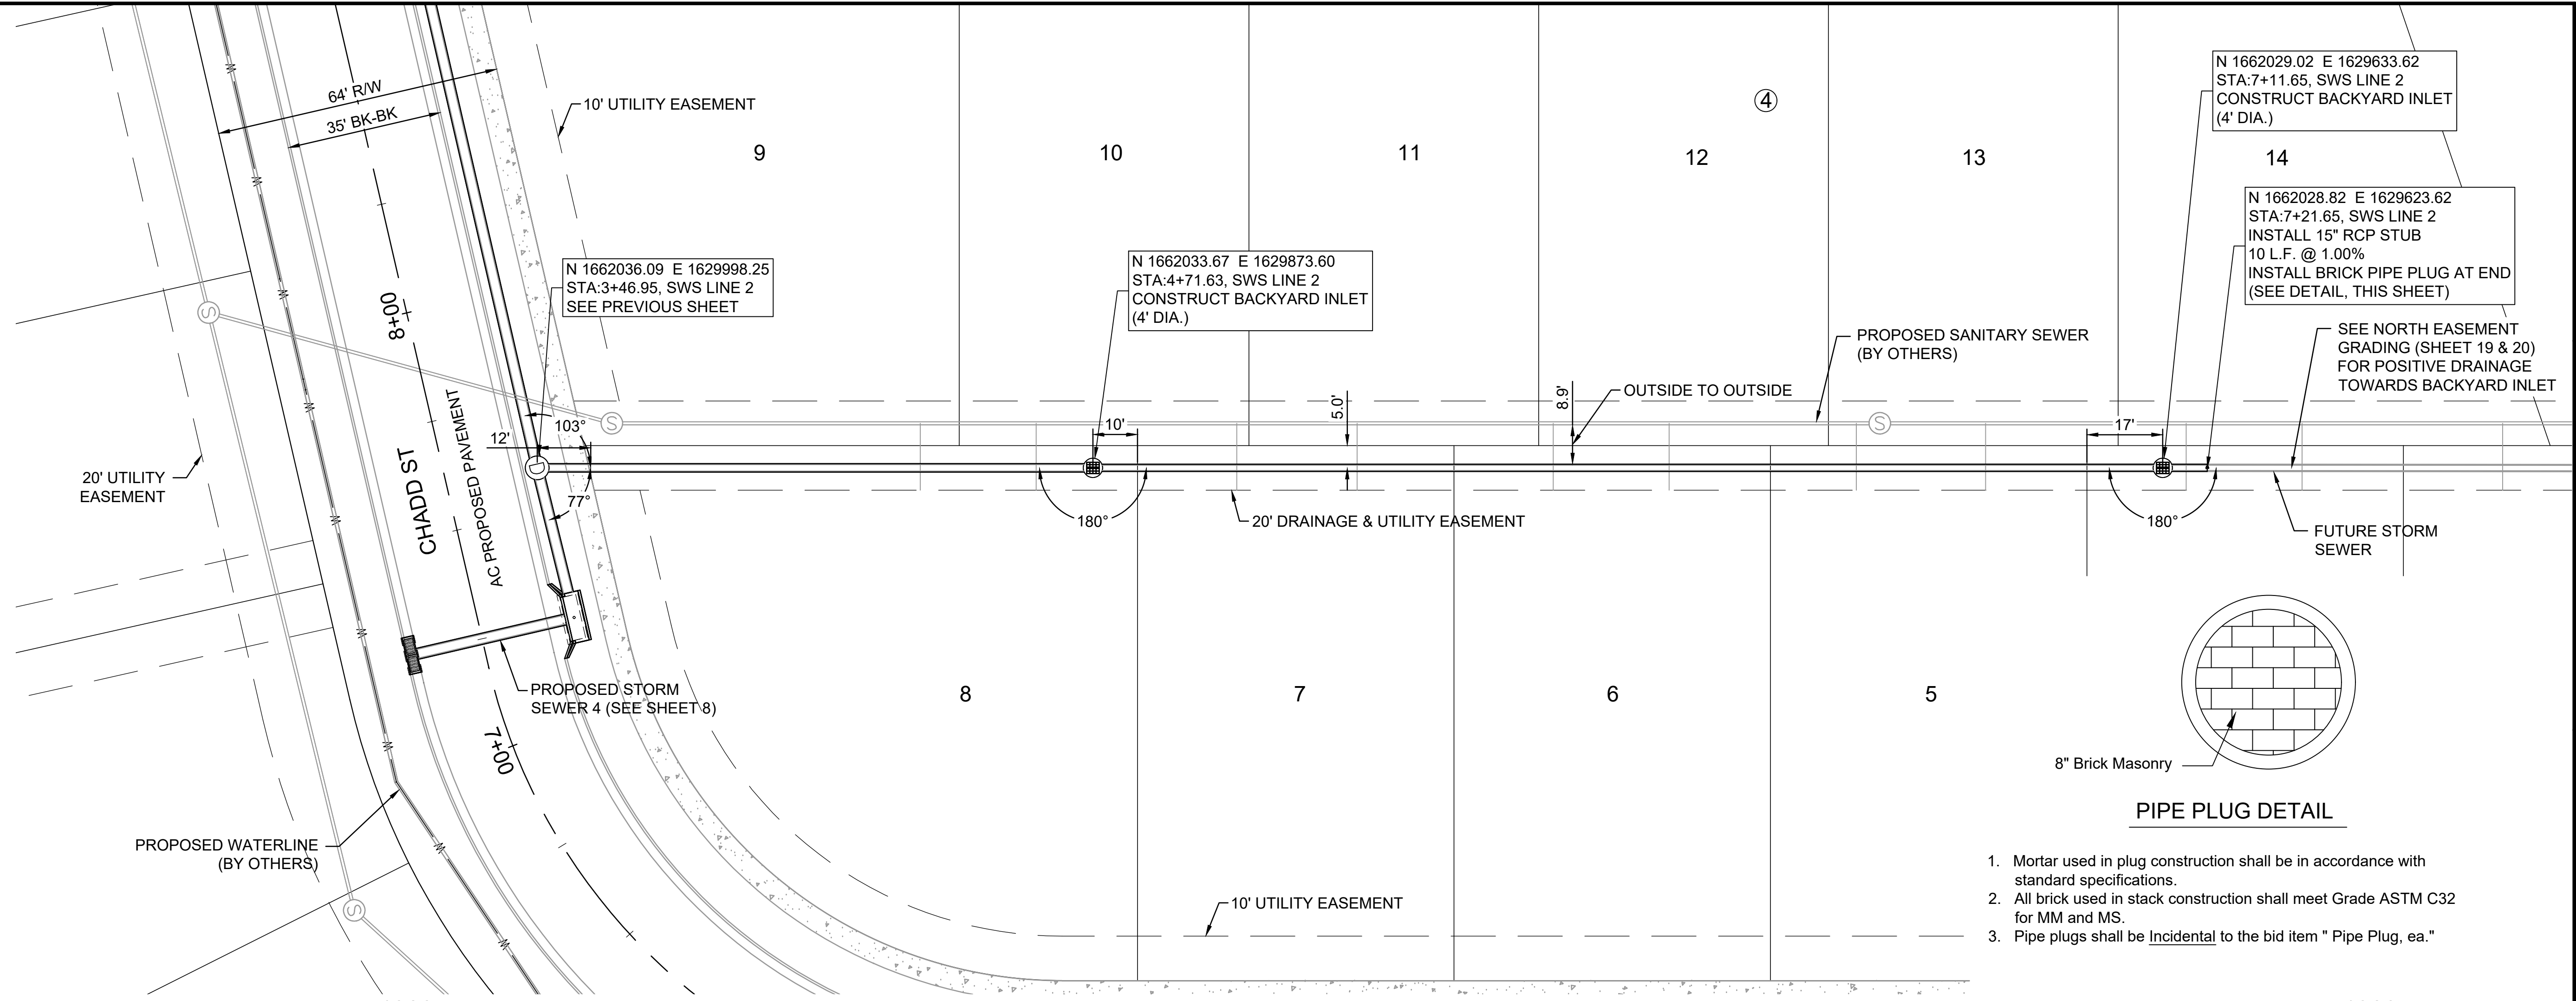 64' R/W
35' BK-BK
10' UTILITY EASEMENT
9
10
11
12
4
13
14
N 1662029.02  E 1629633.62
STA:7+11.65, SWS LINE 2
CONSTRUCT BACKYARD INLET
(4' DIA.)
N 1662028.82  E 1629623.62
STA:7+21.65, SWS LINE 2
INSTALL 15" RCP STUB
10 L.F. @ 1.00%
INSTALL BRICK PIPE PLUG AT END
(SEE DETAIL, THIS SHEET)
N 1662036.09  E 1629998.25
STA:3+46.95, SWS LINE 2
SEE PREVIOUS SHEET
N 1662033.67  E 1629873.60
STA:4+71.63, SWS LINE 2
CONSTRUCT BACKYARD INLET
(4' DIA.)
8+00
S
PROPOSED SANITARY SEWER
(BY OTHERS)
SEE NORTH EASEMENT
GRADING (SHEET 19 & 20)
FOR POSITIVE DRAINAGE
TOWARDS BACKYARD INLET
OUTSIDE TO OUTSIDE
5.0'
8.9'
S
S
103°
12'
10'
17'
77°
180°
180°
CHADD ST
AC PROPOSED PAVEMENT
20' UTILITY
EASEMENT
20' DRAINAGE & UTILITY EASEMENT
FUTURE STORM
SEWER
PROPOSED STORM
SEWER 4 (SEE SHEET 8)
8
7
6
5
7+00
8" Brick Masonry
PIPE PLUG DETAIL
PROPOSED WATERLINE
(BY OTHERS)
S
10' UTILITY EASEMENT
1. Mortar used in plug construction shall be in accordance with
standard specifications.
2. All brick used in stack construction shall meet Grade ASTM C32
for MM and MS.
3. Pipe plugs shall be Incidental to the bid item " Pipe Plug, ea."
W
W
W
W
W
W
W
W
W